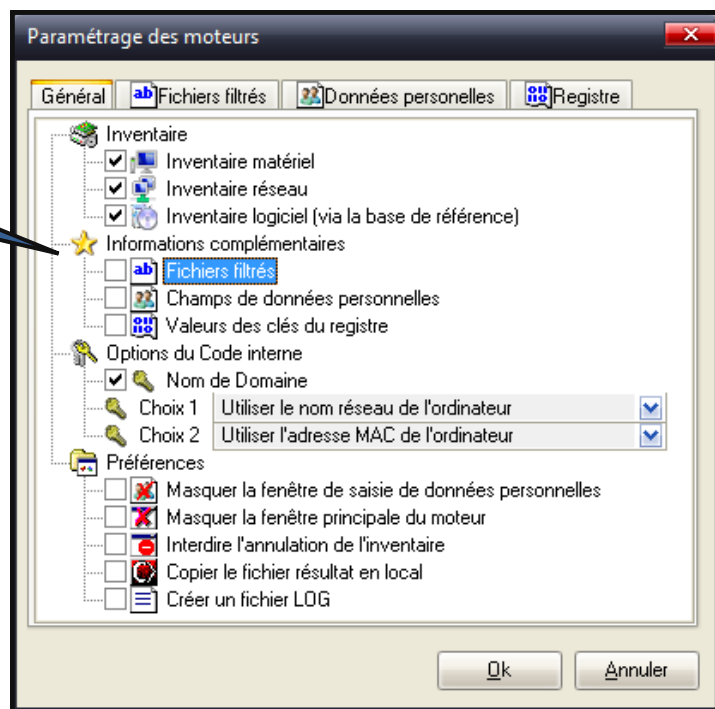 Paramétrage des moteurs
Général Fichiers filtrés Données personelles Registre
Inventaire
Inventaire matériel
Inventaire réseau
Inventaire logiciel (via la base de référence)
Informations complémentaires
Fichiers filtrés
Champs de données personnelles
Valeurs des clés du registre
Options du Code interne
Nom de Domaine
Choix 1 Utiliser le nom réseau de l'ordinateur
Choix 2 Utiliser l'adresse MAC de l'ordinateur
Préférences
Masquer la fenêtre de saisie de données personnelles
Masquer la fenêtre principale du moteur
Interdire l'annulation de l'inventaire
Copier le fichier résultat en local
Créer un fichier LOG
Ok Annuler